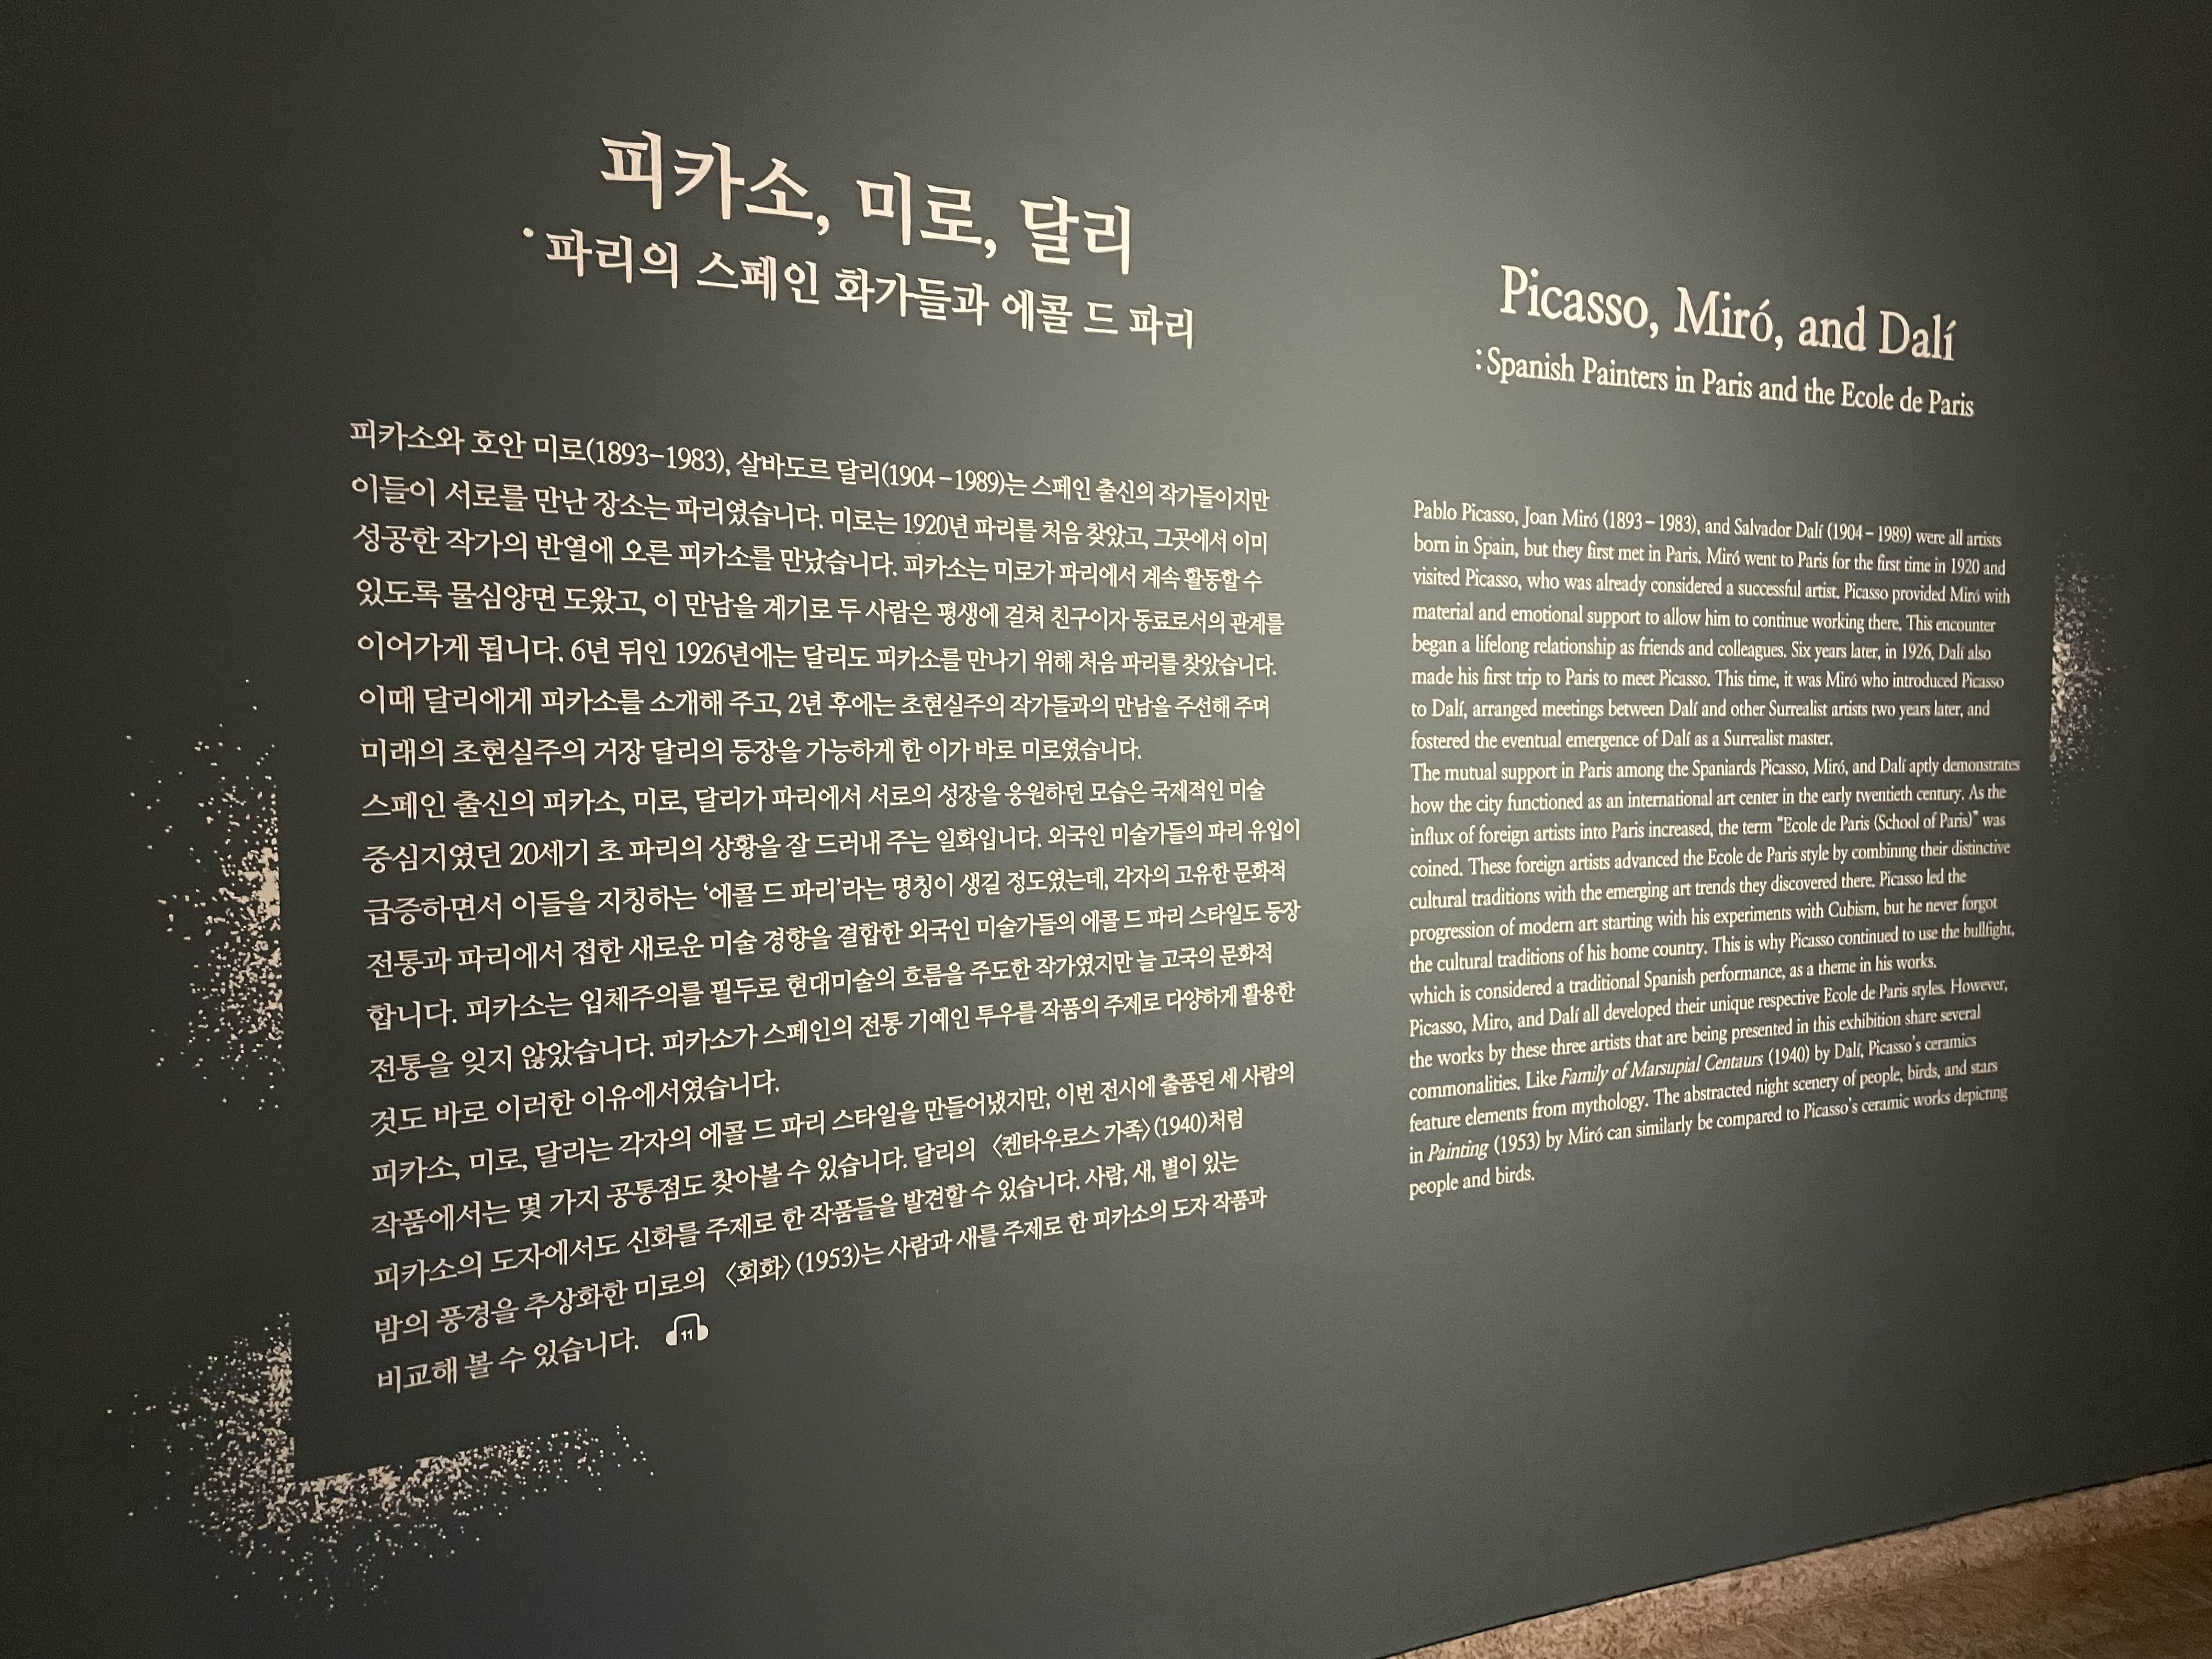 피카소, 미로, 달리
: 파리의 스페인 화가들과 에콜 드 파리
피카소와 호안 미로(1893–1983), 살바도르 달리(1904–1989)는 스페인 출신의 작가들이지만
이들이 서로를 만난 장소는 파리였습니다. 미로는 1920년 파리를 처음 찾았고, 그곳에서 이미
성공한 작가의 반열에 오른 피카소를 만났습니다. 피카소는 미로가 파리에서 계속 활동할 수
있도록 물심양면 도왔고, 이 만남을 계기로 두 사람은 평생에 걸쳐 친구이자 동료로서의 관계를
이어가게 됩니다. 6년 뒤인 1926년에는 달리도 피카소를 만나기 위해 처음 파리를 찾았습니다.
이때 달리에게 피카소를 소개해 주고, 2년 후에는 초현실주의 작가들과의 만남을 주선해 주며
미래의 초현실주의 거장 달리의 등장을 가능하게 한 이가 바로 미로였습니다.
스페인 출신의 피카소, 미로, 달리가 파리에서 서로의 성장을 응원하던 모습은 국제적인 미술
중심지였던 20세기 초 파리의 상황을 잘 드러내 주는 일화입니다. 외국인 미술가들의 파리 유입이
급증하면서 이들을 지칭하는 ‘에콜 드 파리’라는 명칭이 생길 정도였는데, 각자의 고유한 문화적
전통과 파리에서 접한 새로운 미술 경향을 결합한 외국인 미술가들의 에콜 드 파리 스타일도 등장
합니다. 피카소는 입체주의를 필두로 현대미술의 흐름을 주도한 작가였지만 늘 고국의 문화적
전통을 잊지 않았습니다. 피카소가 스페인의 전통 기예인 투우를 작품의 주제로 다양하게 활용한
것도 바로 이러한 이유에서였습니다.
피카소, 미로, 달리는 각자의 에콜 드 파리 스타일을 만들어냈지만, 이번 전시에 출품된 세 사람의
작품에서는 몇 가지 공통점도 찾아볼 수 있습니다. 달리의 〈켄타우로스 가족〉(1940)처럼
피카소의 도자에서도 신화를 주제로 한 작품들을 발견할 수 있습니다. 사람, 새, 별이 있는
밤의 풍경을 추상화한 미로의 〈회화〉(1953)는 사람과 새를 주제로 한 피카소의 도자 작품과
비교해 볼 수 있습니다. 11
Picasso, Miró, and Dalí
: Spanish Painters in Paris and the Ecole de Paris
Pablo Picasso, Joan Miró (1893–1983), and Salvador Dalí (1904–1989) were all artists
born in Spain, but they first met in Paris. Miró went to Paris for the first time in 1920 and
visited Picasso, who was already considered a successful artist. Picasso provided Miró with
material and emotional support to allow him to continue working there. This encounter
began a lifelong relationship as friends and colleagues. Six years later, in 1926, Dalí also
made his first trip to Paris to meet Picasso. This time, it was Miró who introduced Picasso
to Dalí, arranged meetings between Dalí and other Surrealist artists two years later, and
fostered the eventual emergence of Dalí as a Surrealist master.
The mutual support in Paris among the Spaniards Picasso, Miró, and Dalí aptly demonstrates
how the city functioned as an international art center in the early twentieth century. As the
influx of foreign artists into Paris increased, the term “Ecole de Paris (School of Paris)” was
coined. These foreign artists advanced the Ecole de Paris style by combining their distinctive
cultural traditions with the emerging art trends they discovered there. Picasso led the
progression of modern art starting with his experiments with Cubism, but he never forgot
the cultural traditions of his home country. This is why Picasso continued to use the bullfight,
which is considered a traditional Spanish performance, as a theme in his works.
Picasso, Miro, and Dalí all developed their unique respective Ecole de Paris styles. However,
the works by these three artists that are being presented in this exhibition share several
commonalities. Like Family of Marsupial Centaurs (1940) by Dalí, Picasso’s ceramics
feature elements from mythology. The abstracted night scenery of people, birds, and stars
in Painting (1953) by Miró can similarly be compared to Picasso’s ceramic works depicting
people and birds.